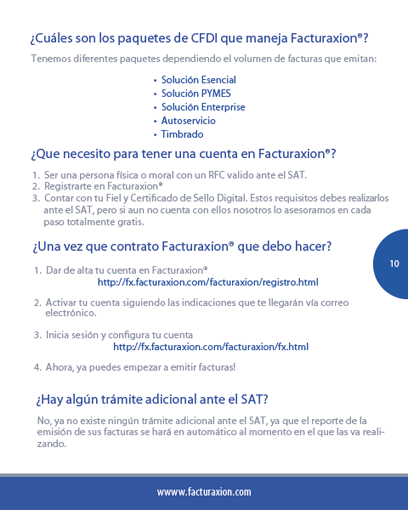 ¿Cuáles son los paquetes de CFDI que maneja Facturaxion®?
Tenemos diferentes paquetes dependiendo el volumen de facturas que emitan:
• Solución Esencial
• Solución PYMES
• Solución Enterprise
• Autoservicio
• Timbrado
¿Que necesito para tener una cuenta en Facturaxion®?
1. Ser una persona física o moral con un RFC valido ante el SAT.
2. Registrarte en Facturaxion®
3. Contar con tu Fiel y Certificado de Sello Digital. Estos requisitos debes realizarlos
ante el SAT, pero si aun no cuenta con ellos nosotros lo asesoramos en cada
paso totalmente gratis.
¿Una vez que contrato Facturaxion® que debo hacer?
1. Dar de alta tu cuenta en Facturaxion®
http://fx.facturaxion.com/facturaxion/registro.html
10
2. Activar tu cuenta siguiendo las indicaciones que te llegarán vía correo
electrónico.
3. Inicia sesión y configura tu cuenta
http://fx.facturaxion.com/facturaxion/fx.html
4. Ahora, ya puedes empezar a emitir facturas!
¿Hay algún trámite adicional ante el SAT?
No, ya no existe ningún trámite adicional ante el SAT, ya que el reporte de la
emisión de sus facturas se hará en automático al momento en el que las va reali-
zando.
wwww.facturaxion.com